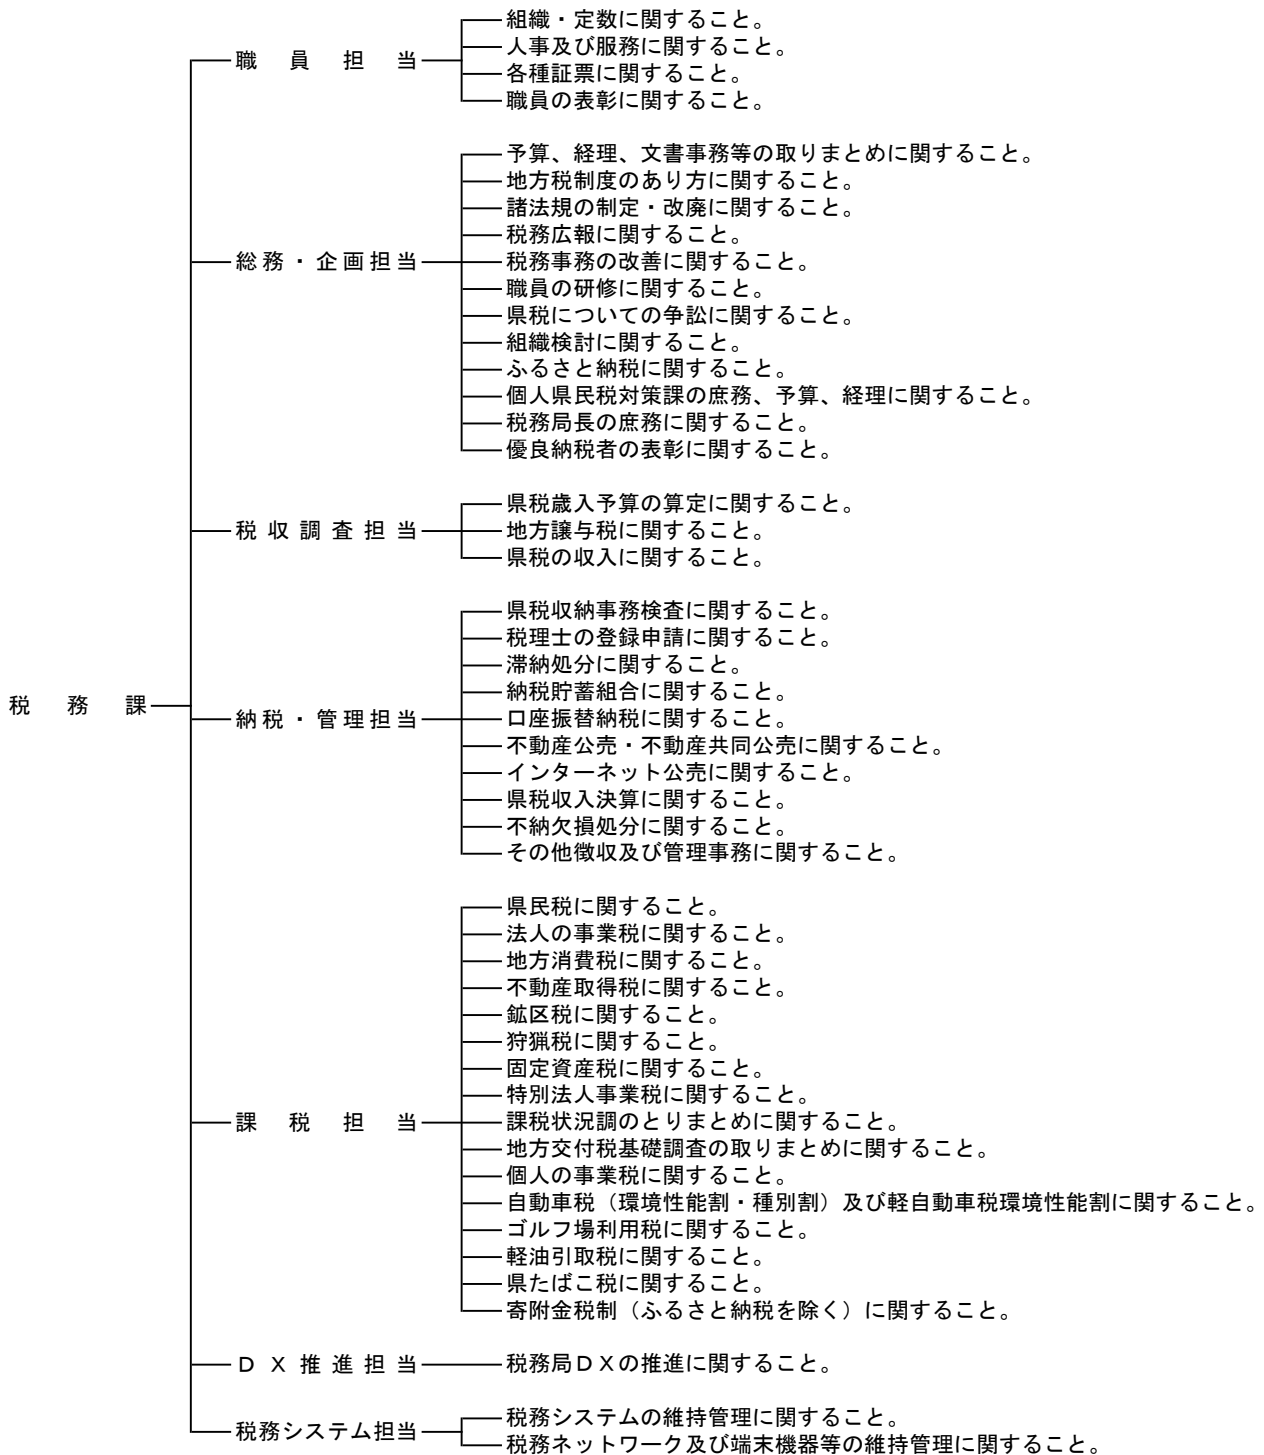 税務課
職員担当
組織・定数に関すること。
人事及び服務に関すること。
各種証票に関すること。
職員の表彰に関すること。
総務・企画担当
予算、経理、文書事務等の取りまとめに関すること。
地方税制度のあり方に関すること。
諸法規の制定・改廃に関すること。
税務広報に関すること。
税務事務の改善に関すること。
職員の研修に関すること。
県税についての争訟に関すること。
組織検討に関すること。
ふるさと納税に関すること。
個人県民税対策課の庶務、予算、経理に関すること。
税務局長の庶務に関すること。
優良納税者の表彰に関すること。
税収調査担当
県税歳入予算の算定に関すること。
地方譲与税に関すること。
県税の収入に関すること。
納税・管理担当
県税収納事務検査に関すること。
税理士の登録申請に関すること。
滞納処分に関すること。
納税貯蓄組合に関すること。
口座振替納税に関すること。
不動産公売・不動産共同公売に関すること。
インターネット公売に関すること。
県税収入決算に関すること。
不納欠損処分に関すること。
その他徴収及び管理事務に関すること。
課税担当
県民税に関すること。
法人の事業税に関すること。
地方消費税に関すること。
不動産取得税に関すること。
鉱区税に関すること。
狩猟税に関すること。
固定資産税に関すること。
特別法人事業税に関すること。
課税状況調のとりまとめに関すること。
地方交付税基礎調査の取りまとめに関すること。
個人の事業税に関すること。
自動車税（環境性能割・種別割）及び軽自動車税環境性能割に関すること。
ゴルフ場利用税に関すること。
軽油引取税に関すること。
県たばこ税に関すること。
寄附金税制（ふるさと納税を除く）に関すること。
ＤＸ推進担当
税務局ＤＸの推進に関すること。
税務システム担当
税務システムの維持管理に関すること。
税務ネットワーク及び端末機器等の維持管理に関すること。